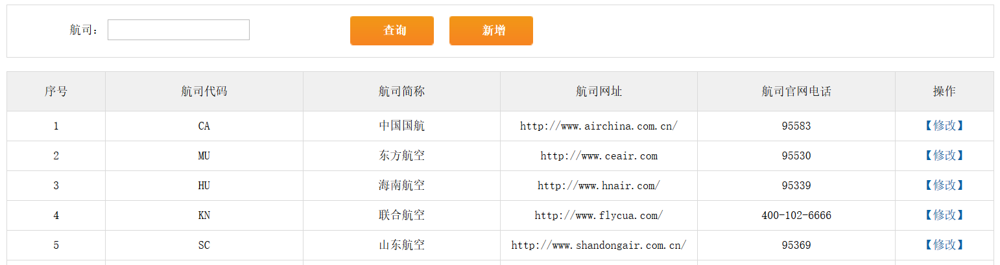 航司： 查询 新增
序号 航司代码 航司简称 航司网址 航司官网电话 操作
1 CA 中国国航 http://www.airchina.com.cn/ 95583 【修改】
2 MU 东方航空 http://www.ceair.com 95530 【修改】
3 HU 海南航空 http://www.hnair.com/ 95339 【修改】
4 KN 联合航空 http://www.flycua.com/ 400-102-6666 【修改】
5 SC 山东航空 http://www.shandongair.com.cn/ 95369 【修改】